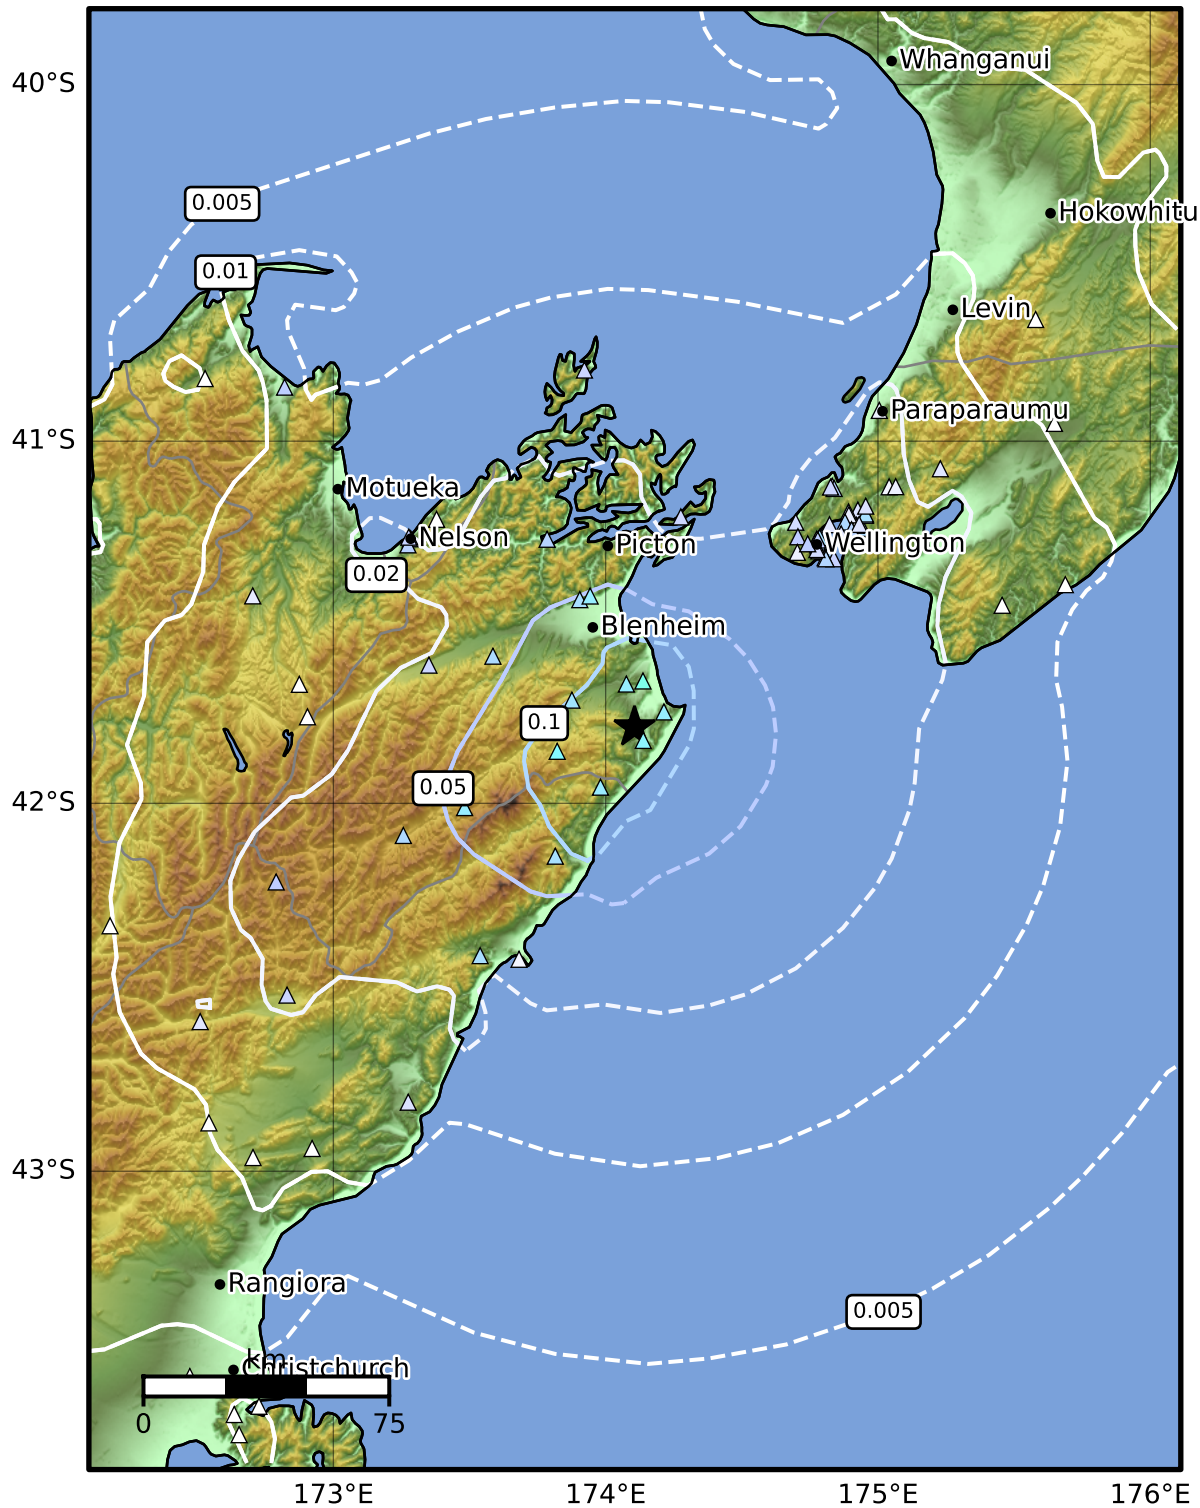 Whanganui
40°S
0.005
Hokowhitu
0.01
Levin
Paraparaumu
41°S
Motueka
Nelson
Picton
Wellington
0.02
Blenheim
0.1
0.05
42°S
43°S
Rangiora
0.005
km
Christchurch
0 75
173°E 174°E 175°E 176°E